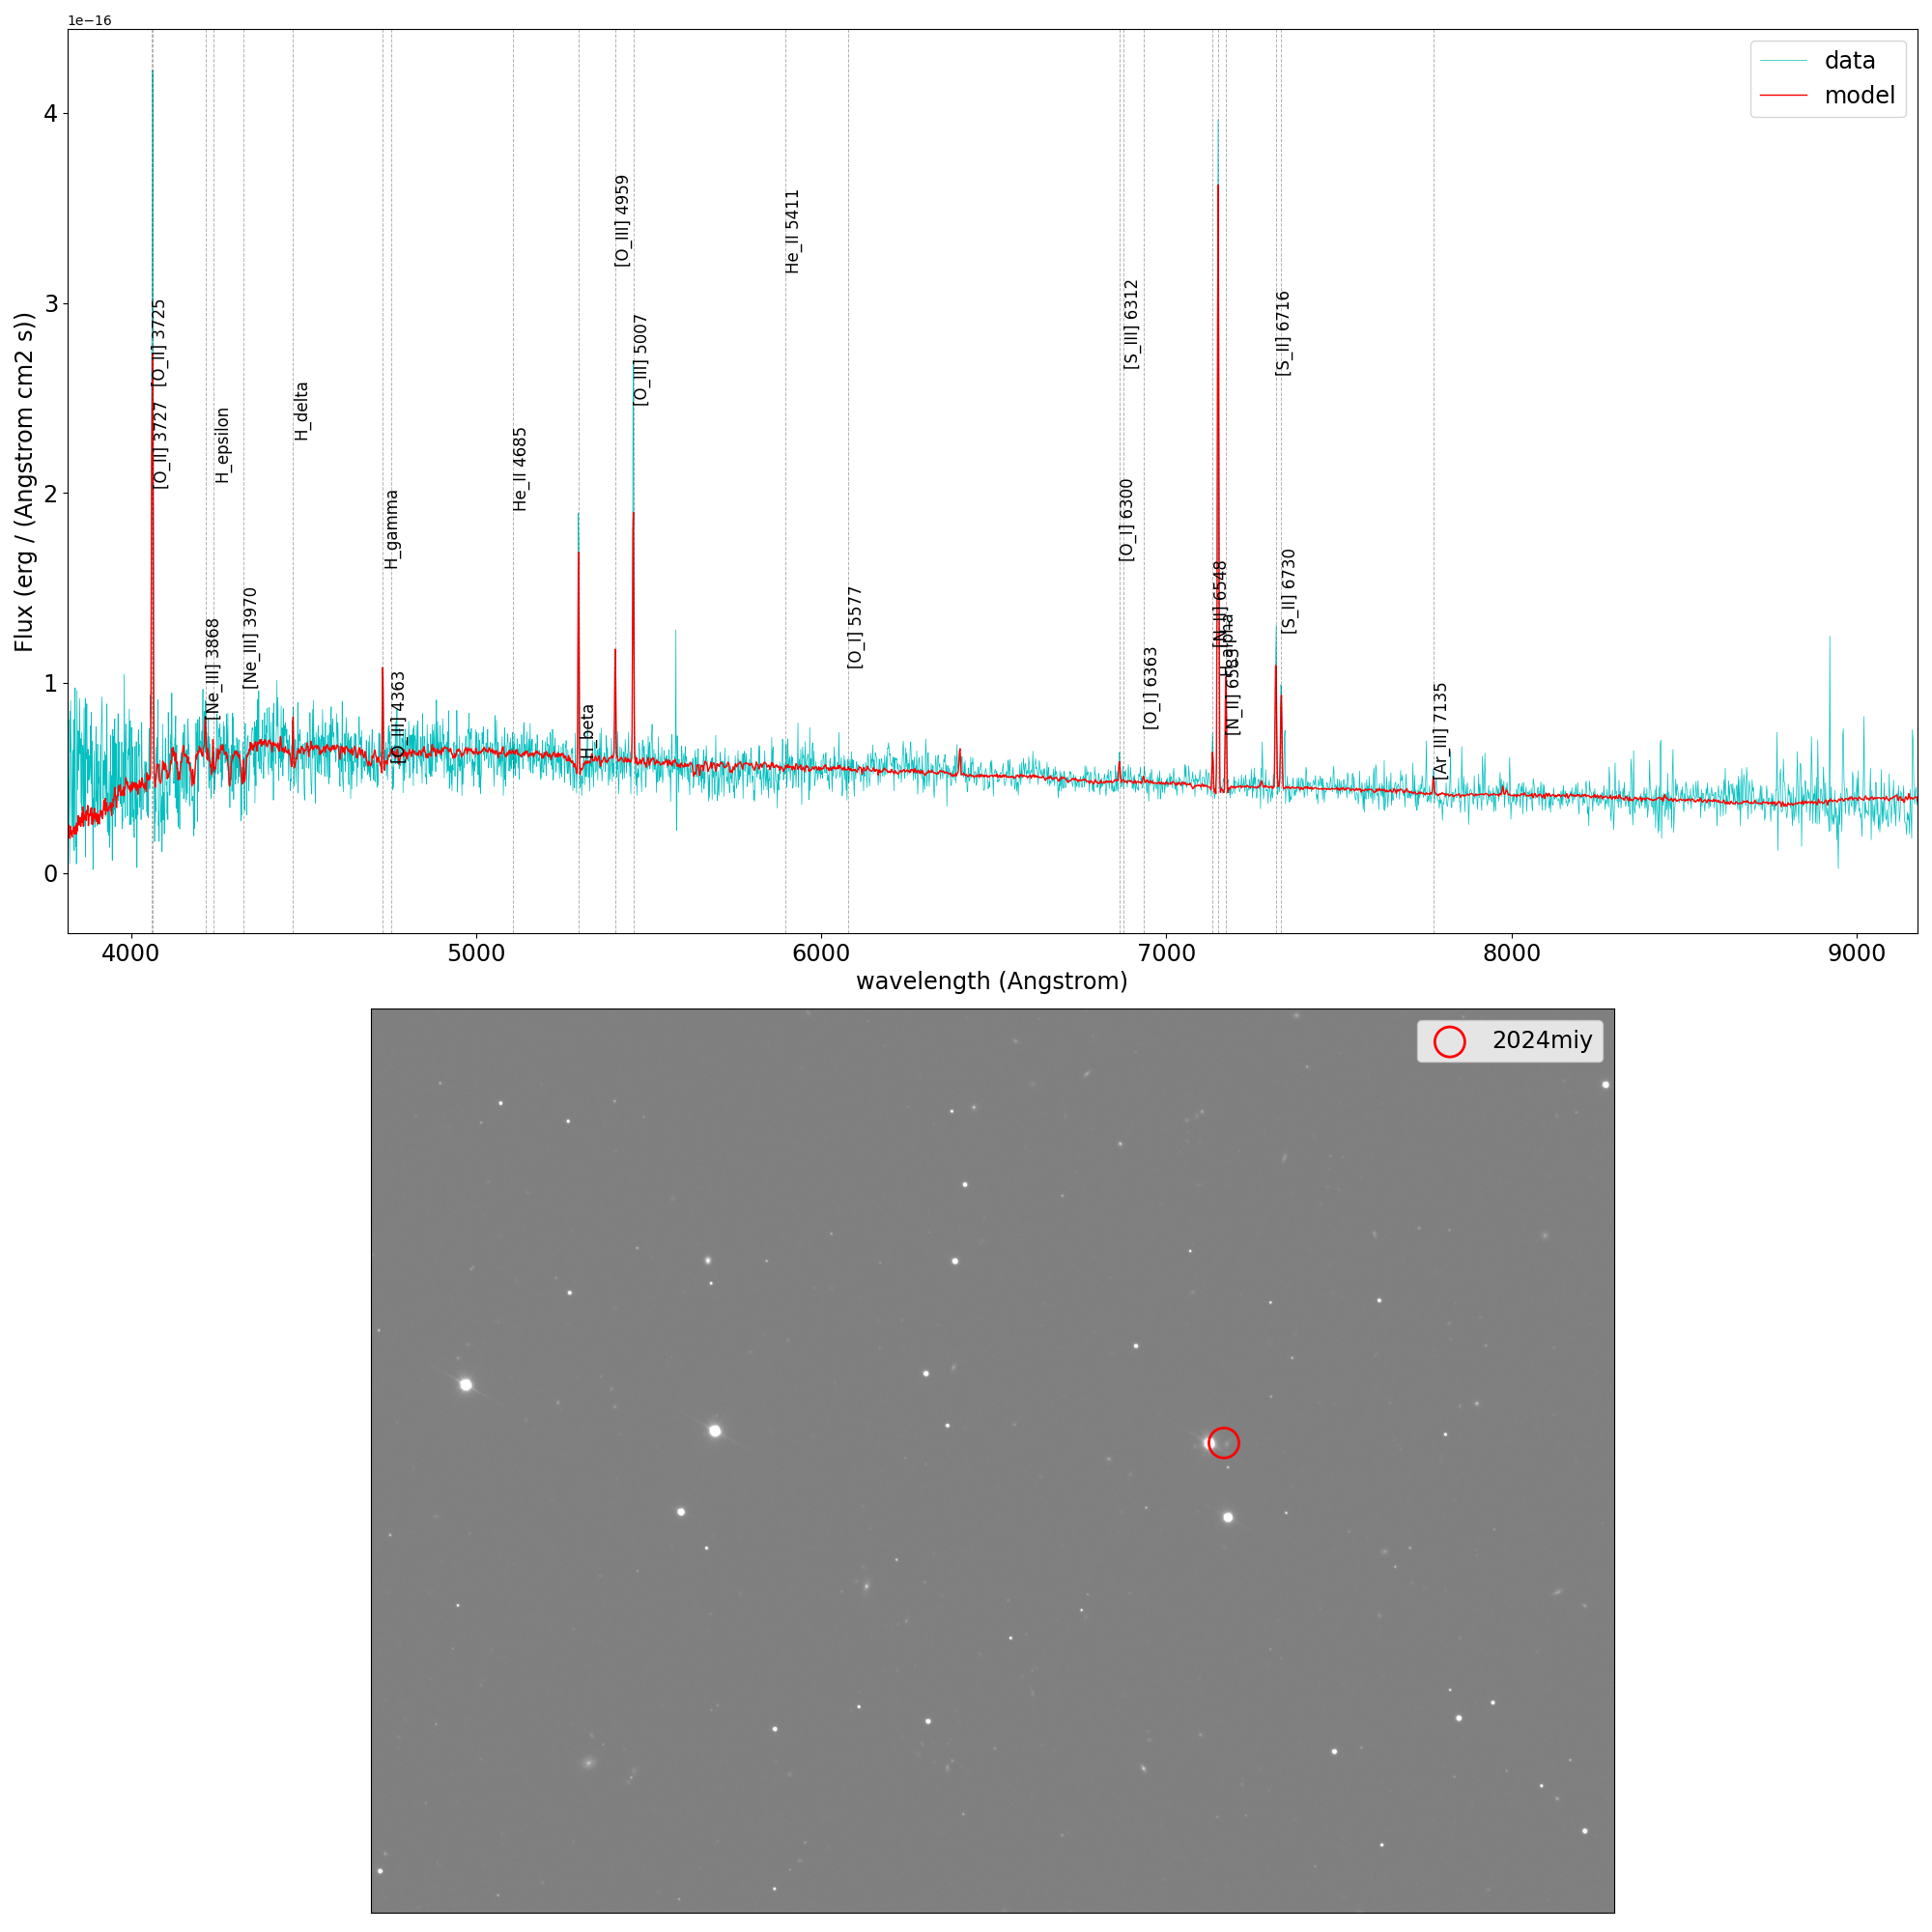 1e−16
data
model
Flux (erg / (Angstrom cm2 s))
4
3
2
1
0
[O_II] 3725
[O_II] 3727
[Ne_III] 3868
H_epsilon
[Ne_III] 3970
H_delta
H_gamma
[O_III] 4363
He_II 4685
H_beta
[O_III] 4959
[O_III] 5007
He_II 5411
[O_I] 5577
[O_I] 6300
[S_III] 6312
[O_I] 6363
[N_II] 6548
H_alpha
[N_II] 6583
[S_II] 6716
[S_II] 6730
[Ar_III] 7135
4000 5000 6000 7000 8000 9000
wavelength (Angstrom)
2024miy